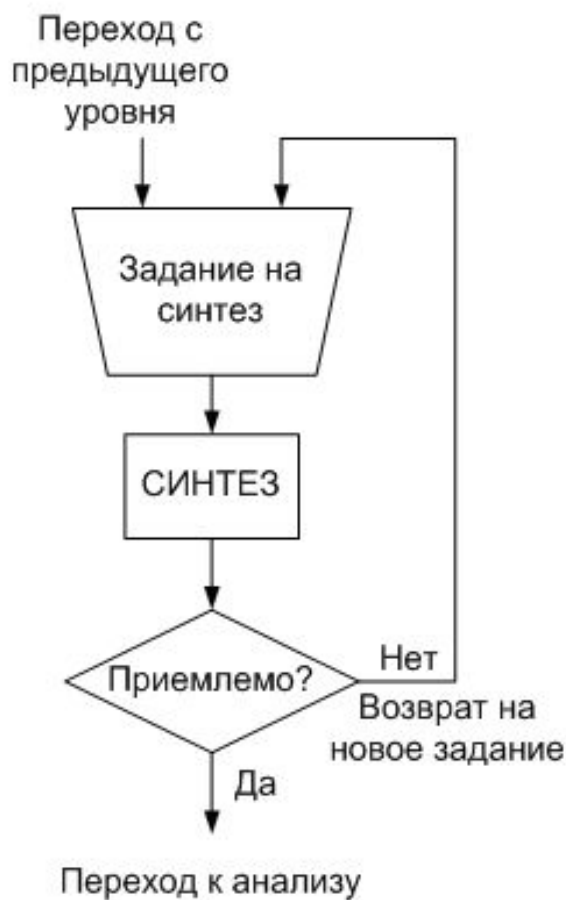 Переход с
предыдущего
уровня
Задание на
синтез
СИНТЕЗ
Приемлемо?
Нет
Возврат на
новое задание
Да
Переход к анализу